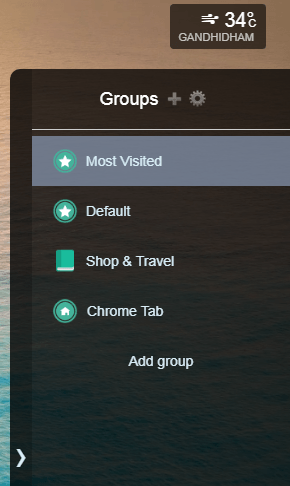 34°C
GANDHIDHAM
Groups
Most Visited
Default
Shop & Travel
Chrome Tab
Add group